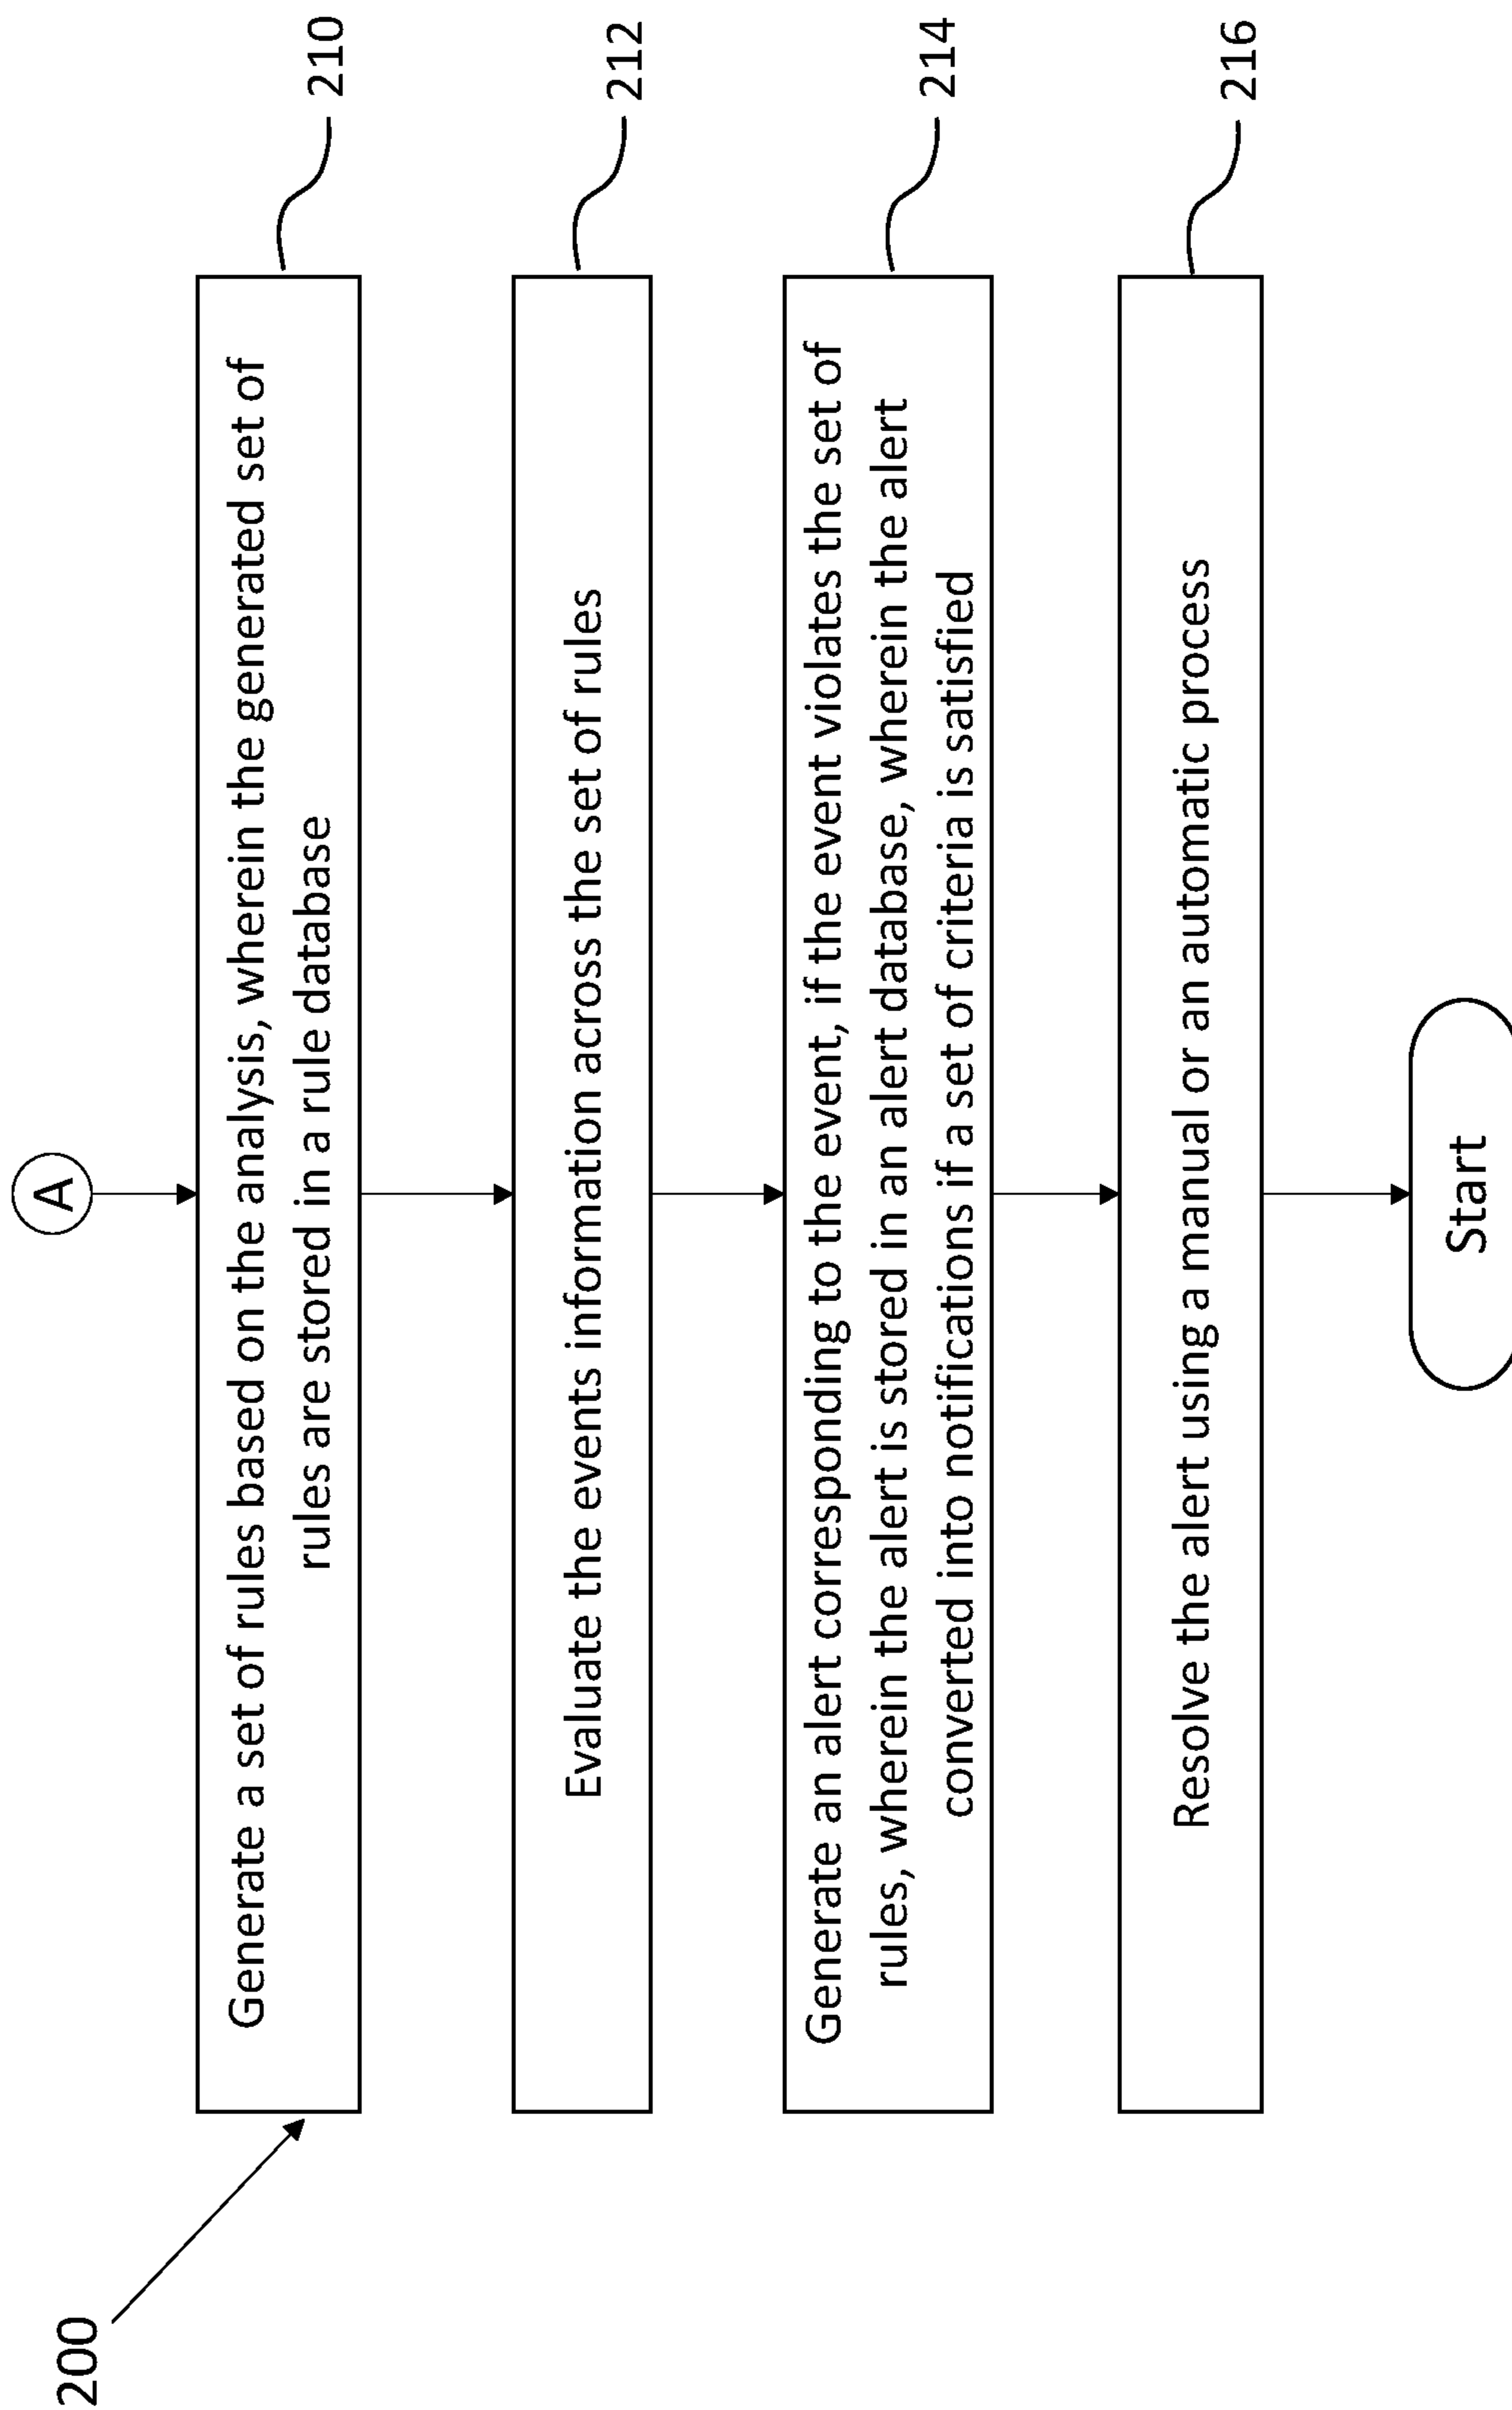 200
A
Generate a set of rules based on the analysis, wherein the generated set of
rules are stored in a rule database
210
Evaluate the events information across the set of rules
212
Generate an alert corresponding to the event, if the event violates the set of
rules, wherein the alert is stored in an alert database, wherein the alert
converted into notifications if a set of criteria is satisfied
214
Resolve the alert using a manual or an automatic process
216
Start